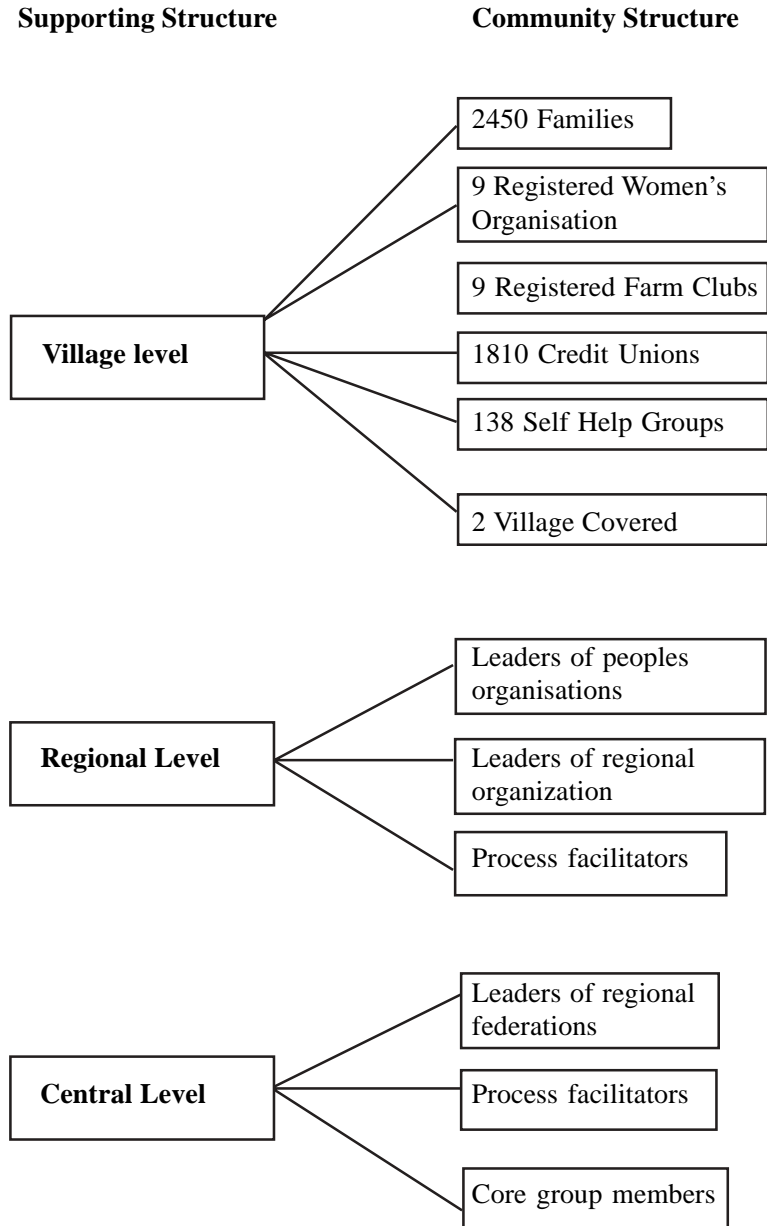 Supporting Structure
Community Structure
2450 Families
9 Registered Women's
Organisation
9 Registered Farm Clubs
Village level
1810 Credit Unions
138 Self Help Groups
2 Village Covered
Leaders of peoples
organisations
Regional Level
Leaders of regional
organization
Process facilitators
Leaders of regional
federations
Central Level
Process facilitators
Core group members